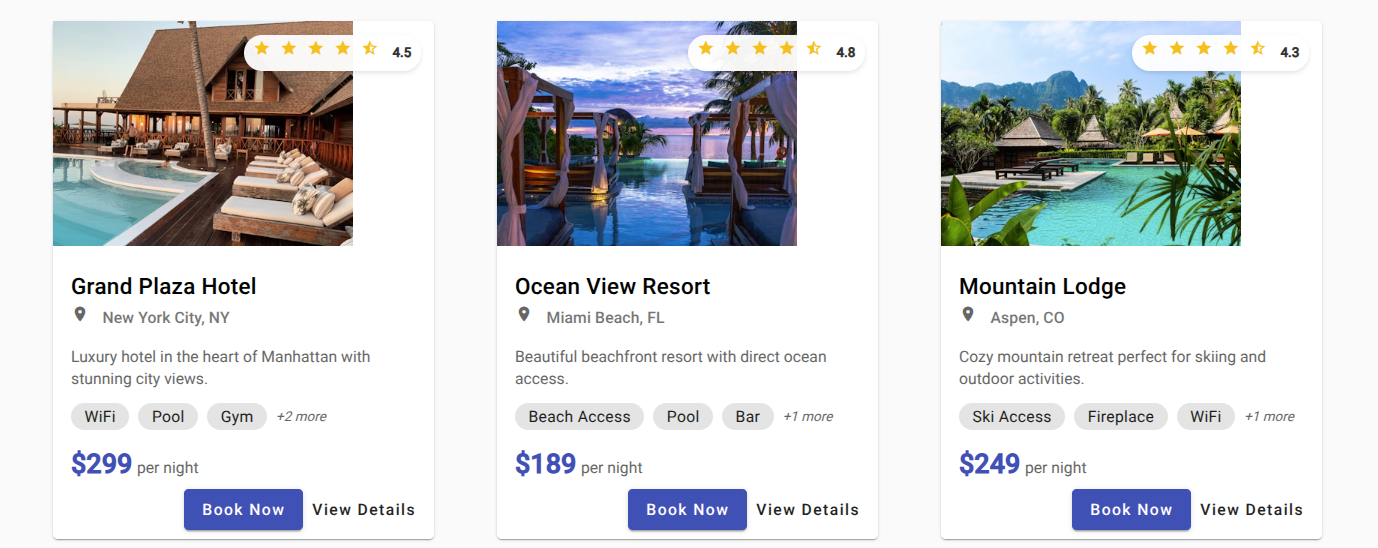 4.5
Grand Plaza Hotel
New York City, NY
Luxury hotel in the heart of Manhattan with
stunning city views.
WiFi Pool Gym +2 more
$299 per night
Book Now View Details
4.8
Ocean View Resort
Miami Beach, FL
Beautiful beachfront resort with direct ocean
access.
Beach Access Pool Bar +1 more
$189 per night
Book Now View Details
4.3
Mountain Lodge
Aspen, CO
Cozy mountain retreat perfect for skiing and
outdoor activities.
Ski Access Fireplace WiFi +1 more
$249 per night
Book Now View Details